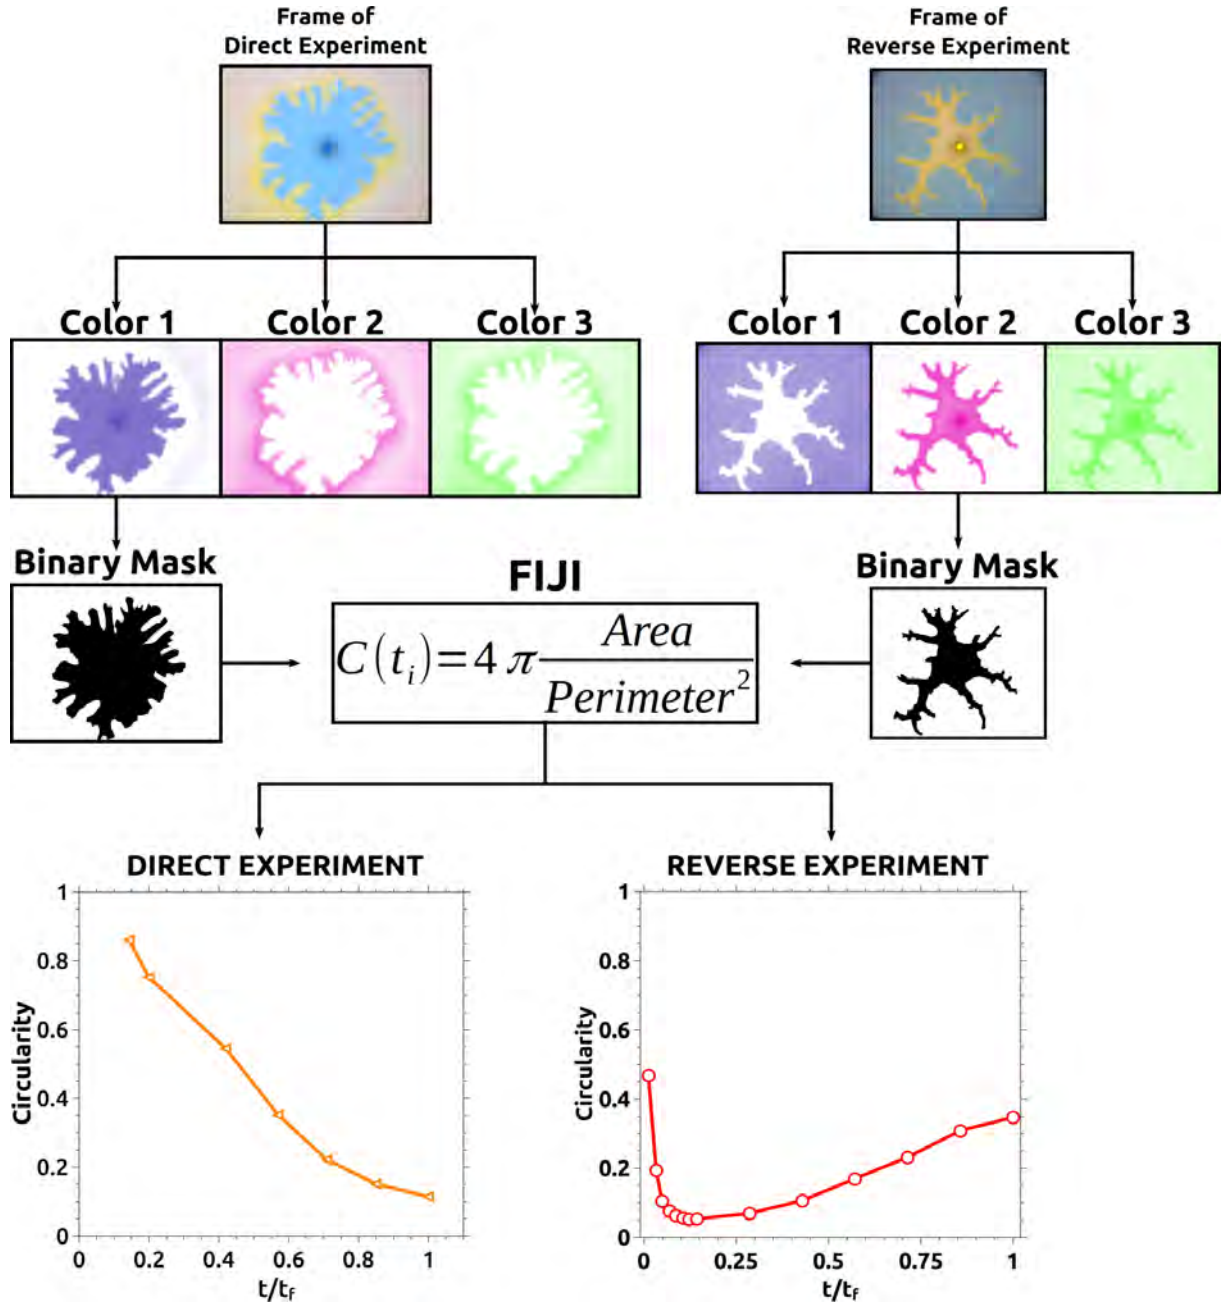 Frame of
Direct Experiment
Frame of
Reverse Experiment
Color 1 Color 2 Color 3
Color 1 Color 2 Color 3
Binary Mask
FIJI
Binary Mask
C(t_i)=4 π Area / Perimeter²
DIRECT EXPERIMENT
1
0.8
0.6
0.4
0.2
0
Circularity
0 0.2 0.4 0.6 0.8 1
t/t_f
REVERSE EXPERIMENT
1
0.8
0.6
0.4
0.2
0
Circularity
0 0.25 0.5 0.75 1
t/t_f